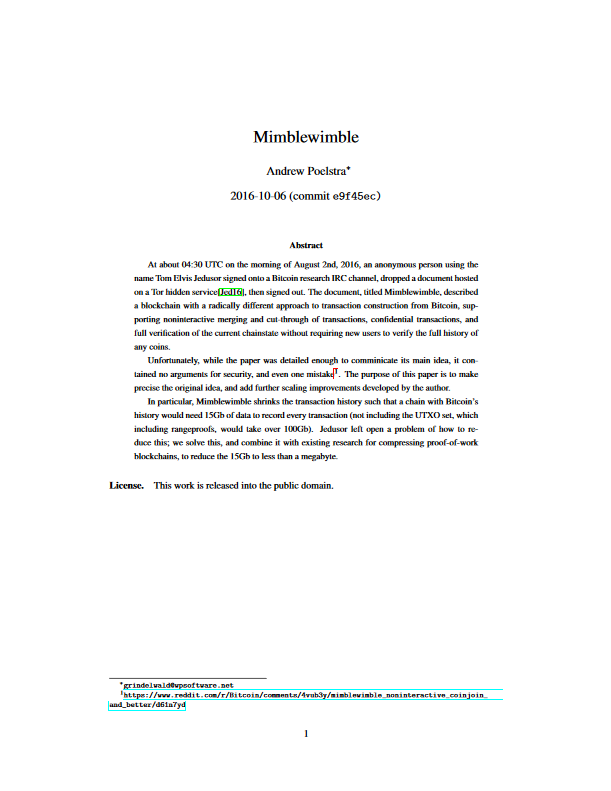 Mimblewimble
Andrew Poelstra*
2016-10-06 (commit e9f45ec)
Abstract
At about 04:30 UTC on the morning of August 2nd, 2016, an anonymous person using the
name Tom Elvis Jedusor signed onto a Bitcoin research IRC channel, dropped a document hosted
on a Tor hidden service[Jed16], then signed out. The document, titled Mimblewimble, described
a blockchain with a radically different approach to transaction construction from Bitcoin, sup-
porting noninteractive merging and cut-through of transactions, confidential transactions, and
full verification of the current chainstate without requiring new users to verify the full history of
any coins.
Unfortunately, while the paper was detailed enough to comminicate its main idea, it con-
tained no arguments for security, and even one mistake¹. The purpose of this paper is to make
precise the original idea, and add further scaling improvements developed by the author.
In particular, Mimblewimble shrinks the transaction history such that a chain with Bitcoin's
history would need 15Gb of data to record every transaction (not including the UTXO set, which
including rangeproofs, would take over 100Gb). Jedusor left open a problem of how to re-
duce this; we solve this, and combine it with existing research for compressing proof-of-work
blockchains, to reduce the 15Gb to less than a megabyte.
License. This work is released into the public domain.
*grindelwald@wpsoftware.net
¹https://www.reddit.com/r/Bitcoin/comments/4vub3y/mimblewimble_noninteractive_coinjoin_
and_better/d61n7yd
1